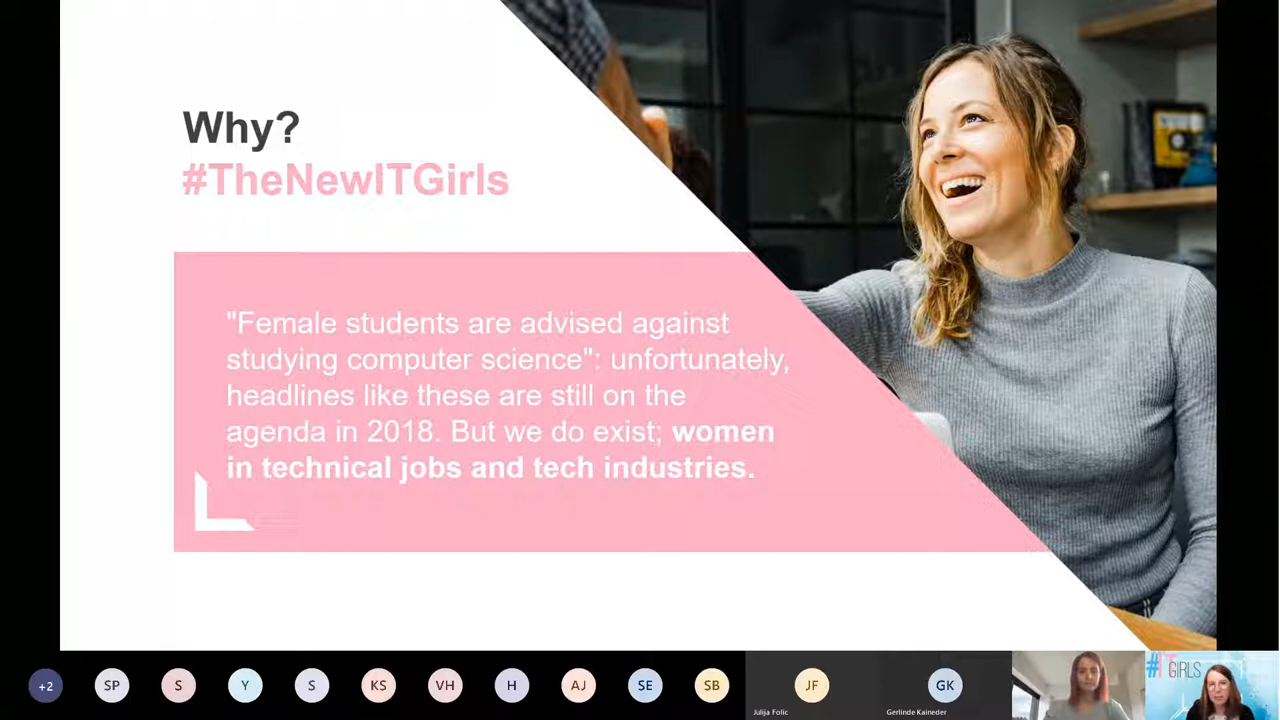 Why?
#TheNewITGirls
"Female students are advised against
studying computer science": unfortunately,
headlines like these are still on the
agenda in 2018. But we do exist; women
in technical jobs and tech industries.
+2
SP
S
Y
S
KS
VH
H
AJ
SE
SB
JF
Julija Folic
GK
Gerlinde Kaineder
#IT
GIRLS